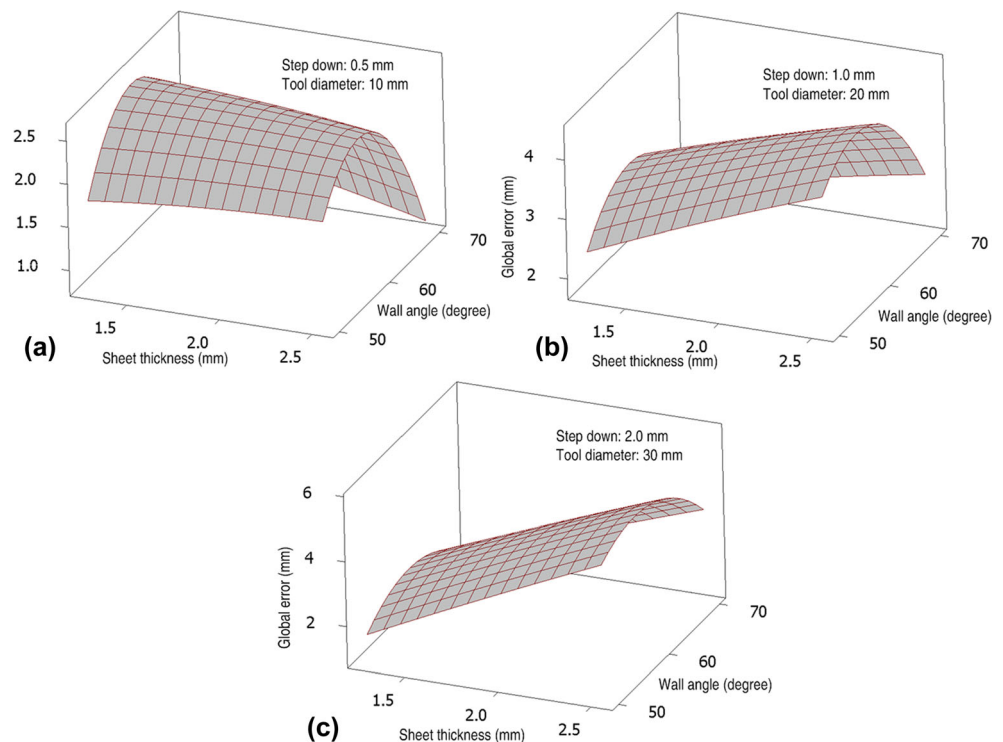 Step down: 0.5 mm
Tool diameter: 10 mm
2.5
2.0
1.5
1.0
1.5
2.0
2.5
50
60
70
Wall angle (degree)
Sheet thickness (mm)
(a)
Step down: 1.0 mm
Tool diameter: 20 mm
4
3
2
Global error (mm)
1.5
2.0
2.5
50
60
70
Wall angle (degree)
Sheet thickness (mm)
(b)
Step down: 2.0 mm
Tool diameter: 30 mm
6
4
2
Global error (mm)
1.5
2.0
2.5
50
60
70
Wall angle (degree)
Sheet thickness (mm)
(c)